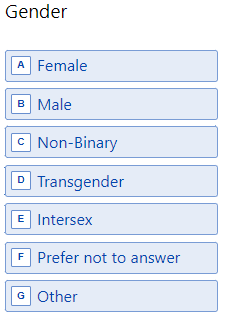 Gender
A Female
B Male
C Non-Binary
D Transgender
E Intersex
F Prefer not to answer
G Other